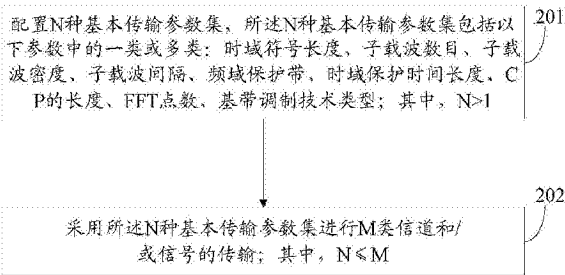 配置N种基本传输参数集，所述N种基本传输参数集包括以
下参数中的一类或多类：时域符号长度、子载波数目、子载
波密度、子载波间隔、频域保护带、时域保护时间长度、C
P的长度、FFT点数、基带调制技术类型；其中，N>1
201
采用所述N种基本传输参数集进行M类信道和/
或信号的传输；其中，N≤M
202